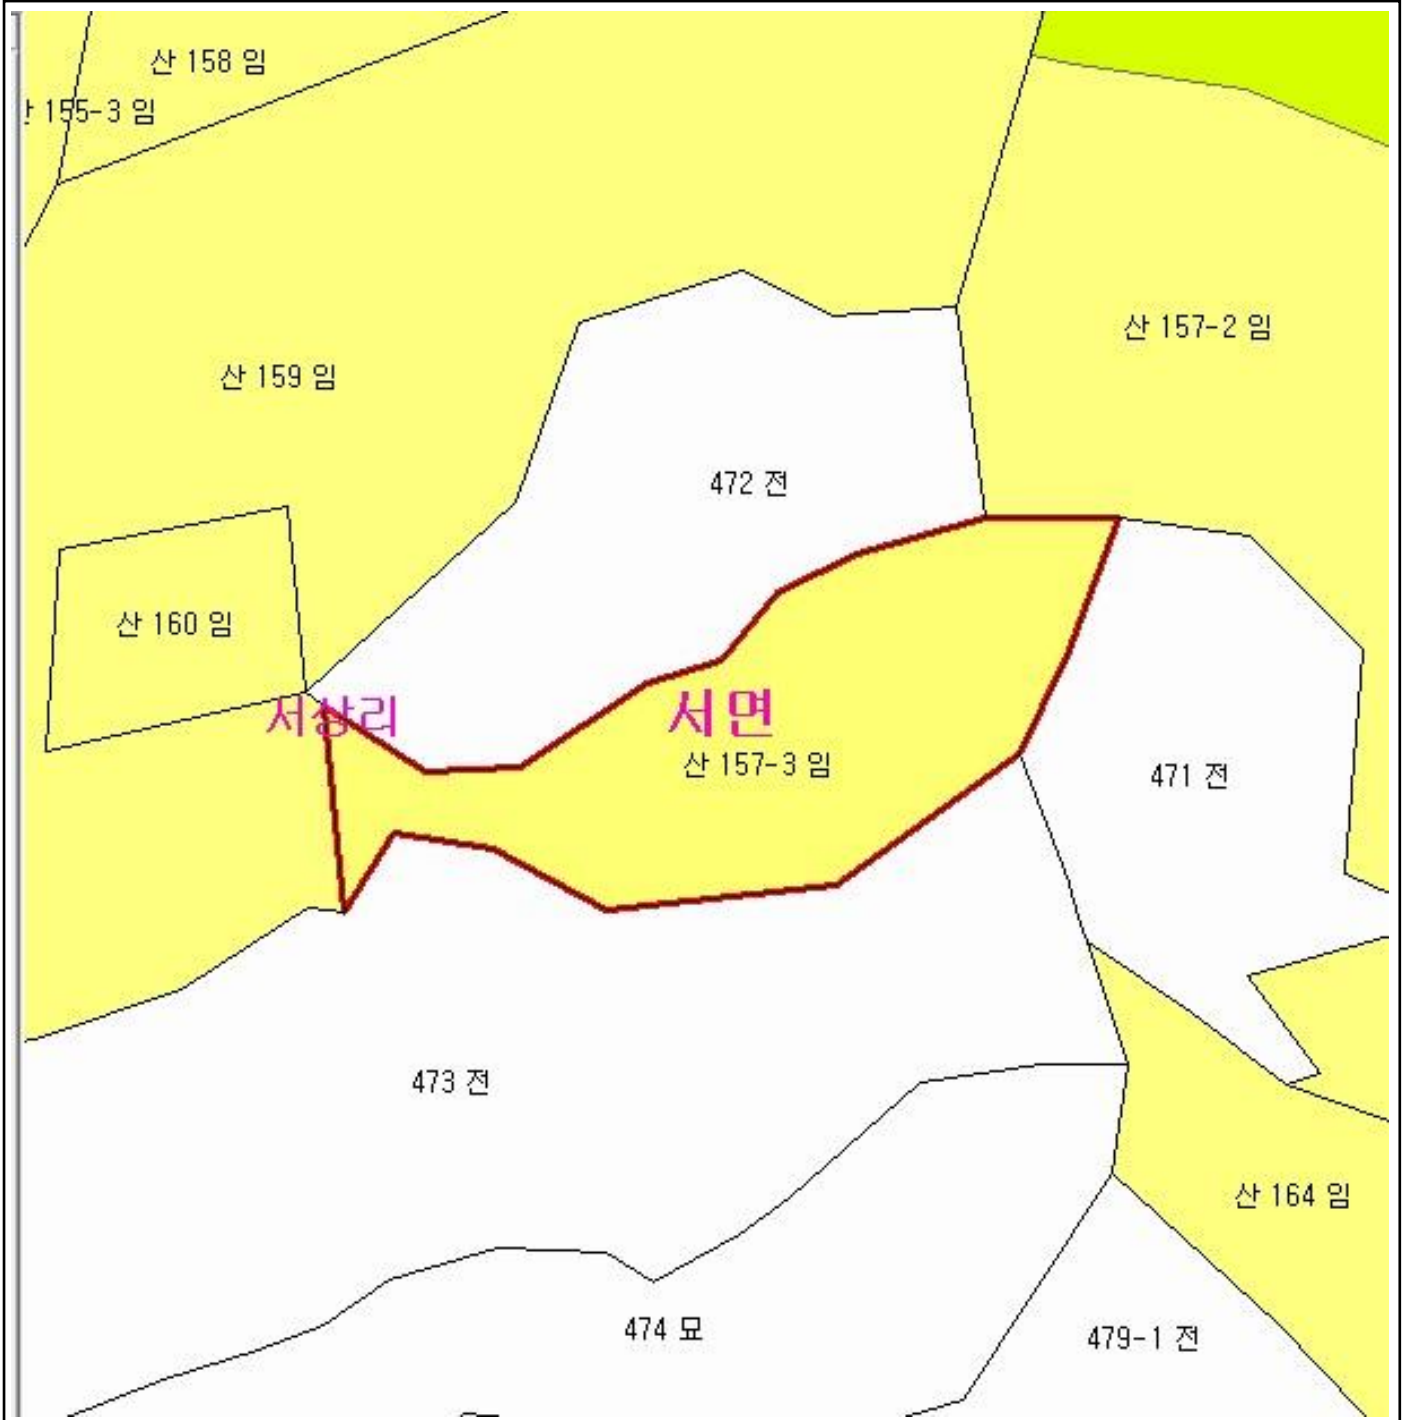 산 158 임
155-3 임
산 157-2 임
산 159 임
472 전
산 160 임
서상리
서면
산 157-3 임
471 전
473 전
산 164 임
474 묘
479-1 전